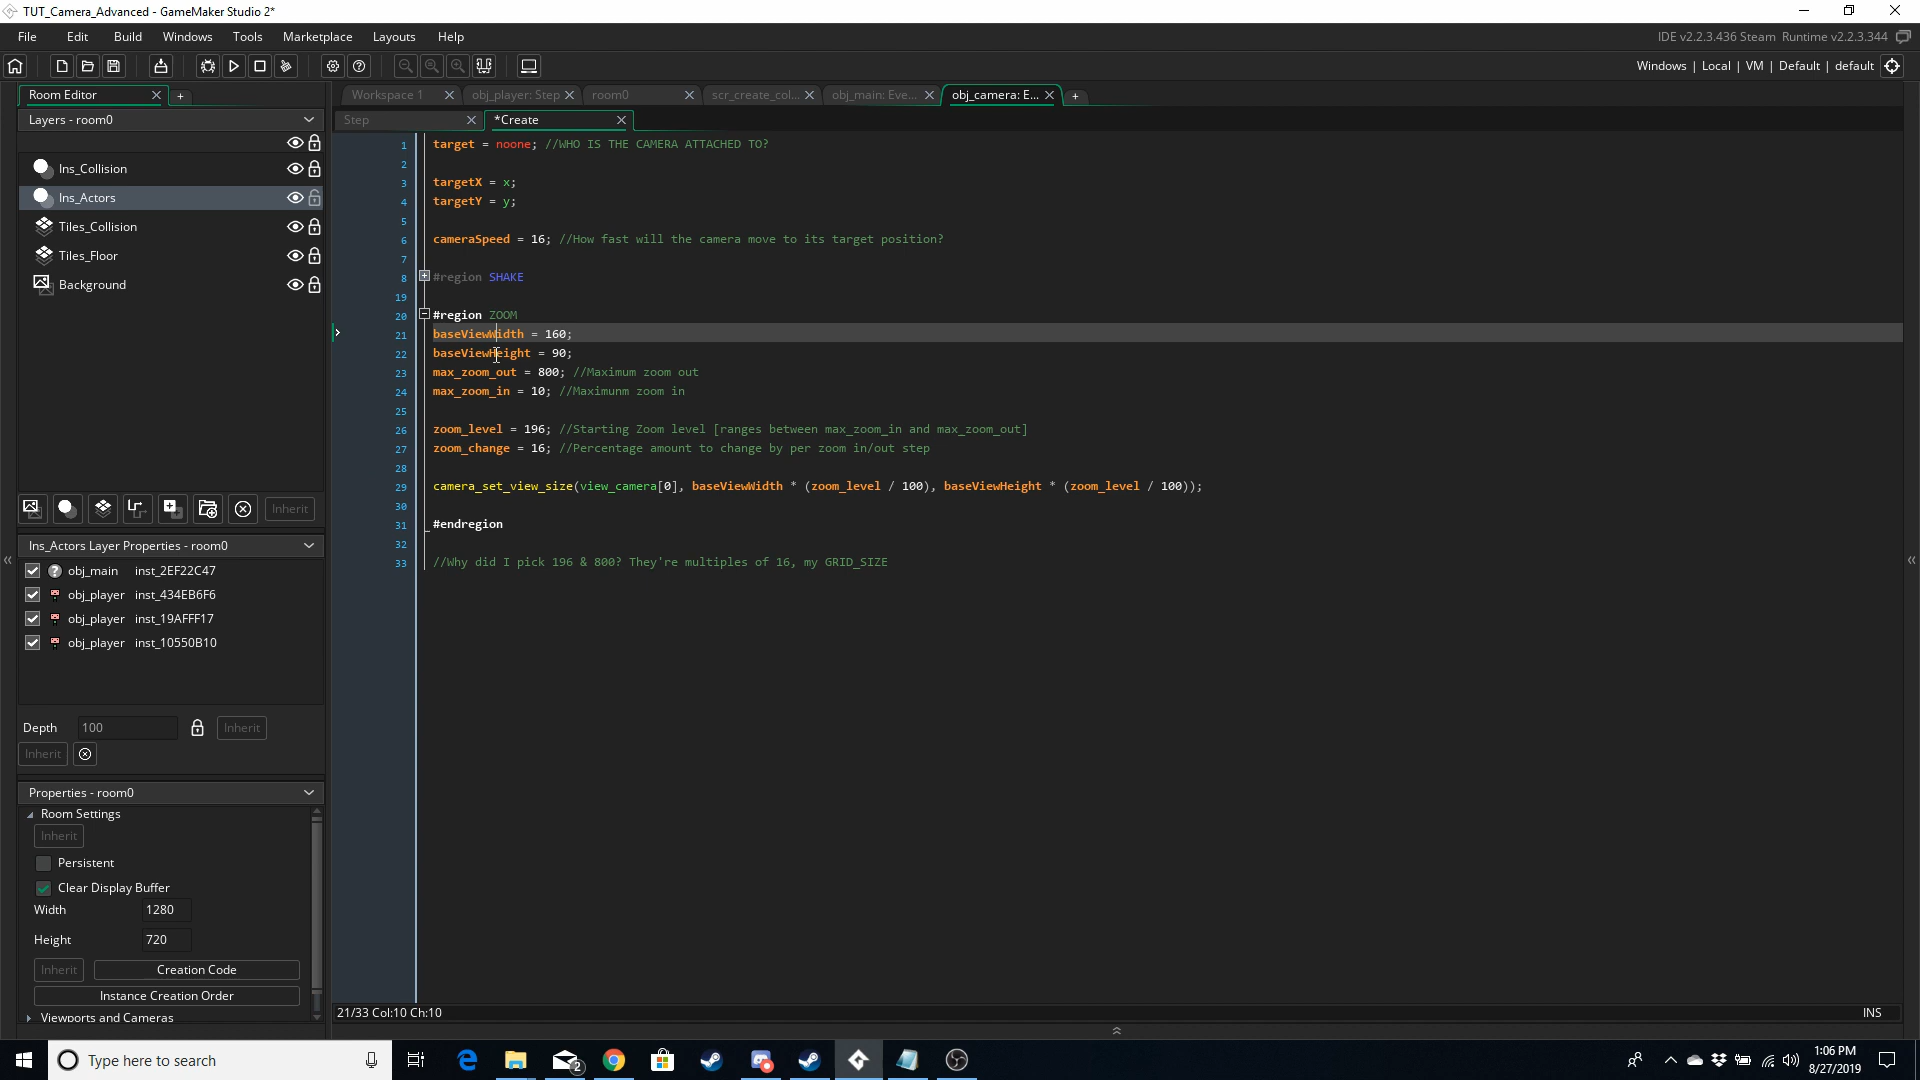 TUT_Camera_Advanced - GameMaker Studio 2*
File Edit Build Windows Tools Marketplace Layouts Help
IDE v2.2.3.436 Steam Runtime v2.2.3.344
Windows | Local | VM | Default | default
Room Editor
Workspace 1 obj_player: Step room0 scr_create_col... obj_main: Eve... obj_camera: E...
Layers - room0
Step *Create
Ins_Collision
Ins_Actors
Tiles_Collision
Tiles_Floor
Background
Inherit
Ins_Actors Layer Properties - room0
obj_main inst_2EF22C47
obj_player inst_434EB6F6
obj_player inst_19AFFF17
obj_player inst_10550B10
Depth 100 Inherit
Inherit
Properties - room0
Room Settings
Inherit
Persistent
Clear Display Buffer
Width 1280
Height 720
Inherit Creation Code
Instance Creation Order
Viewports and Cameras
1 target = noone; //WHO IS THE CAMERA ATTACHED TO?
2
3 targetX = x;
4 targetY = y;
5
6 cameraSpeed = 16; //How fast will the camera move to its target position?
7
8 #region SHAKE
19
20 #region ZOOM
21 baseViewWidth = 160;
22 baseViewHeight = 90;
23 max_zoom_out = 800; //Maximum zoom out
24 max_zoom_in = 10; //Maximunm zoom in
25
26 zoom_level = 196; //Starting Zoom level [ranges between max_zoom_in and max_zoom_out]
27 zoom_change = 16; //Percentage amount to change by per zoom in/out step
28
29 camera_set_view_size(view_camera[0], baseViewWidth * (zoom_level / 100), baseViewHeight * (zoom_level / 100));
30
31 #endregion
32
33 //Why did I pick 196 & 800? They're multiples of 16, my GRID_SIZE
21/33 Col:10 Ch:10 INS
Type here to search
2
1:06 PM
8/27/2019